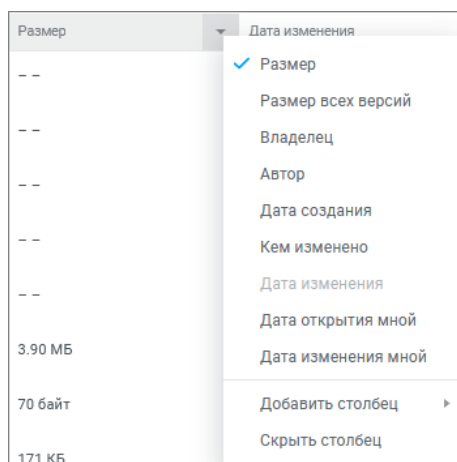 Размер
Дата изменения
– –
– –
– –
– –
– –
3.90 МБ
70 байт
171 КБ
Размер
Размер всех версий
Владелец
Автор
Дата создания
Кем изменено
Дата изменения
Дата открытия мной
Дата изменения мной
Добавить столбец
Скрыть столбец